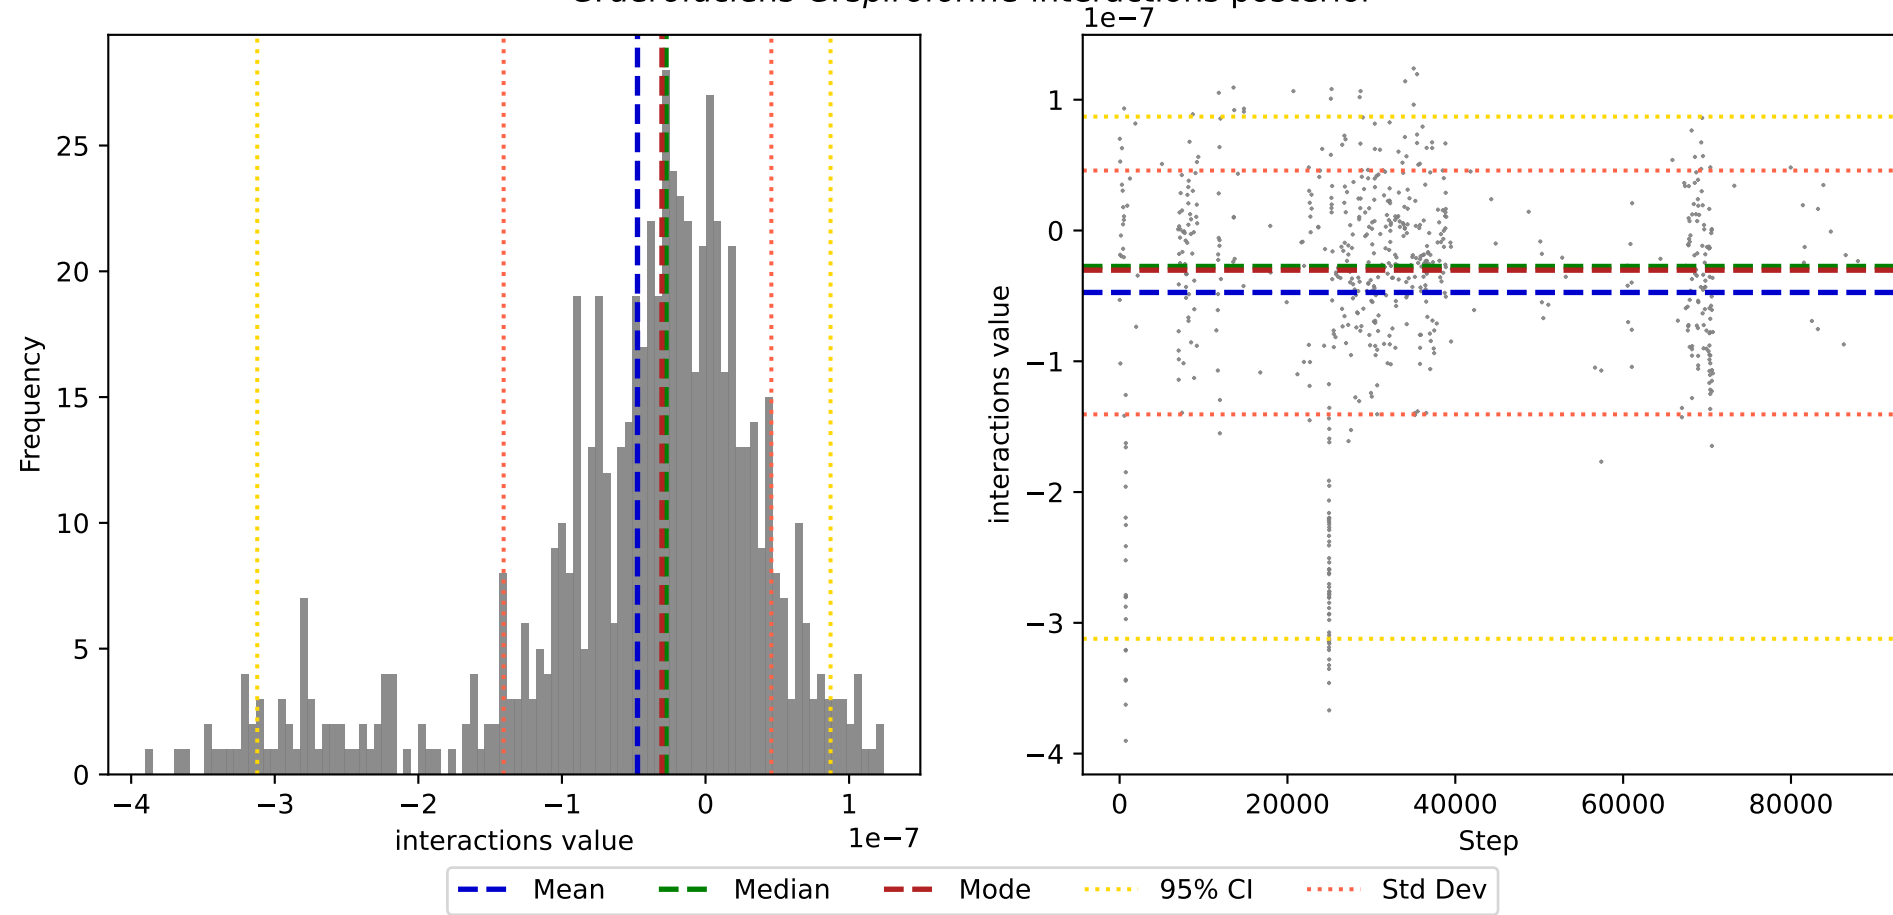 1e−7
25
20
15
10
5
0
Frequency
−4
−3
−2
−1
0
1
1e−7
interactions value
1
0
−1
−2
−3
−4
interactions value
0
20000
40000
60000
80000
Step
Mean
Median
Mode
95% CI
Std Dev